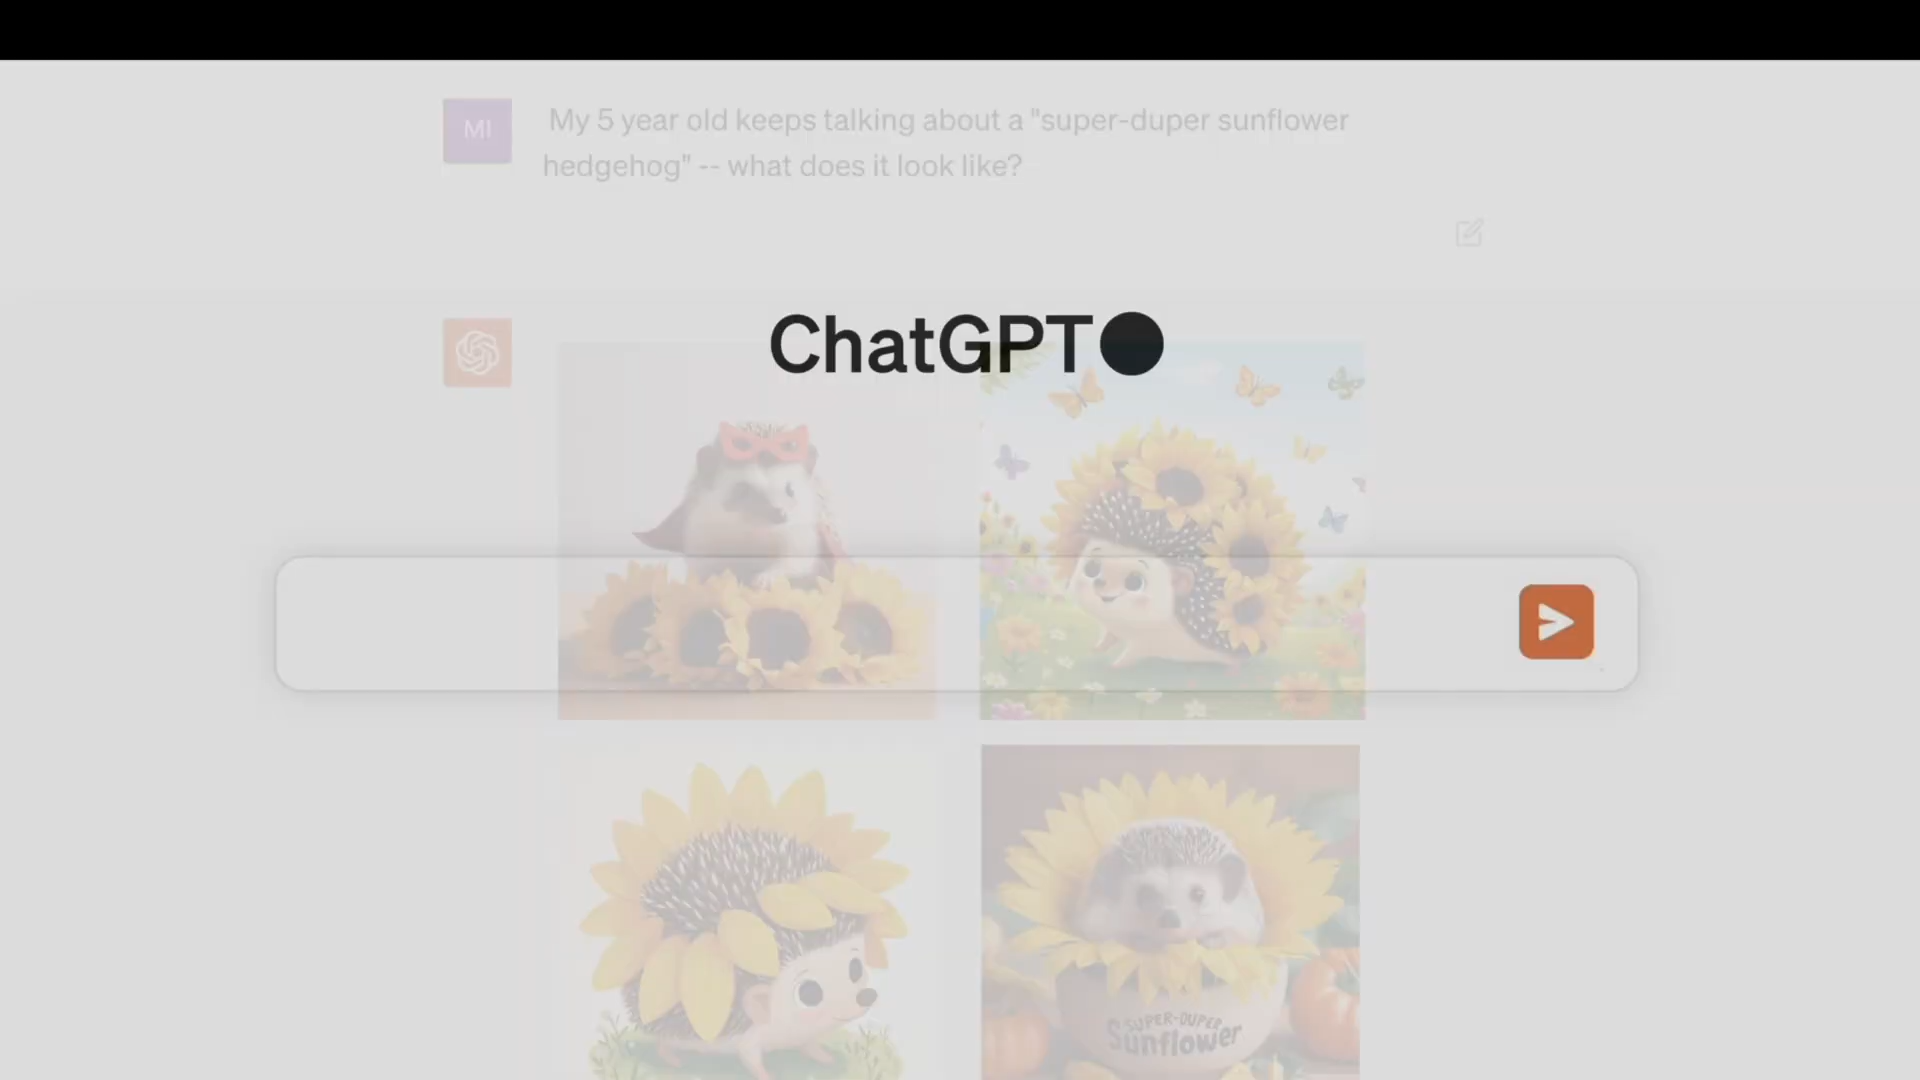 MI
My 5 year old keeps talking about a "super-duper sunflower
hedgehog" -- what does it look like?
ChatGPT
SUPER-DUPER
Sunflower